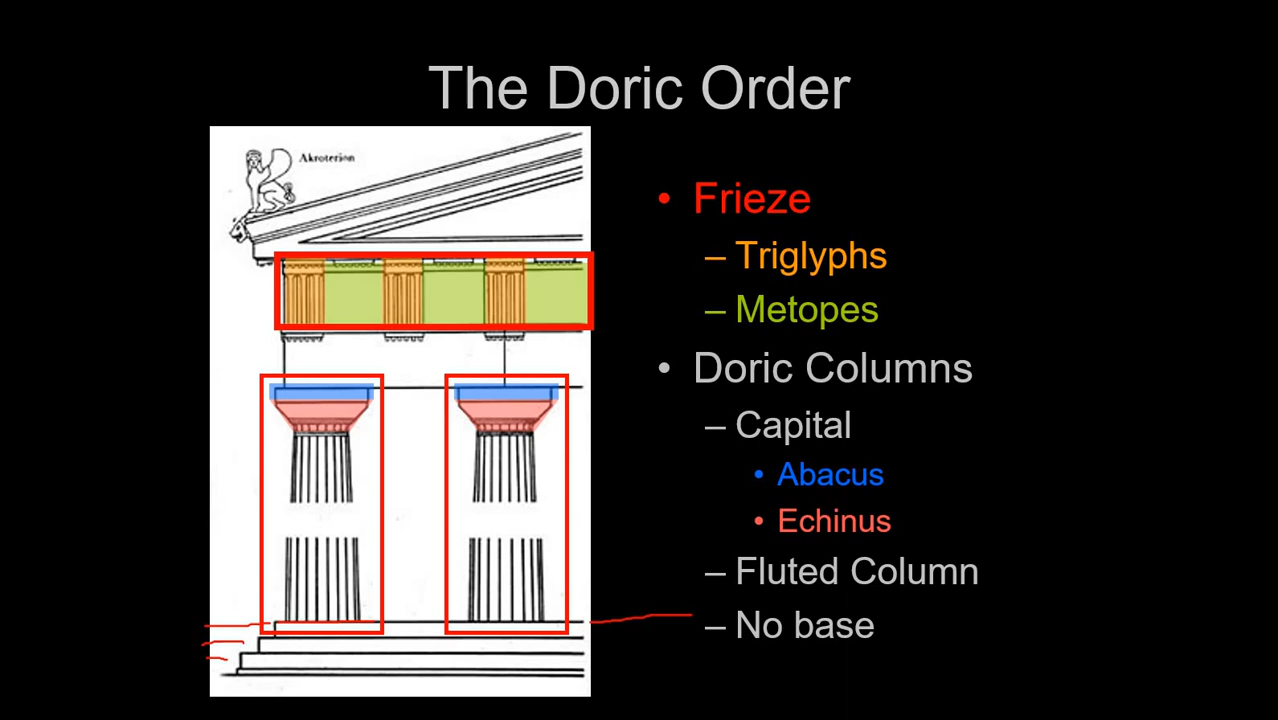 The Doric Order
Akroterion
• Frieze
– Triglyphs
– Metopes
• Doric Columns
– Capital
• Abacus
• Echinus
– Fluted Column
– No base